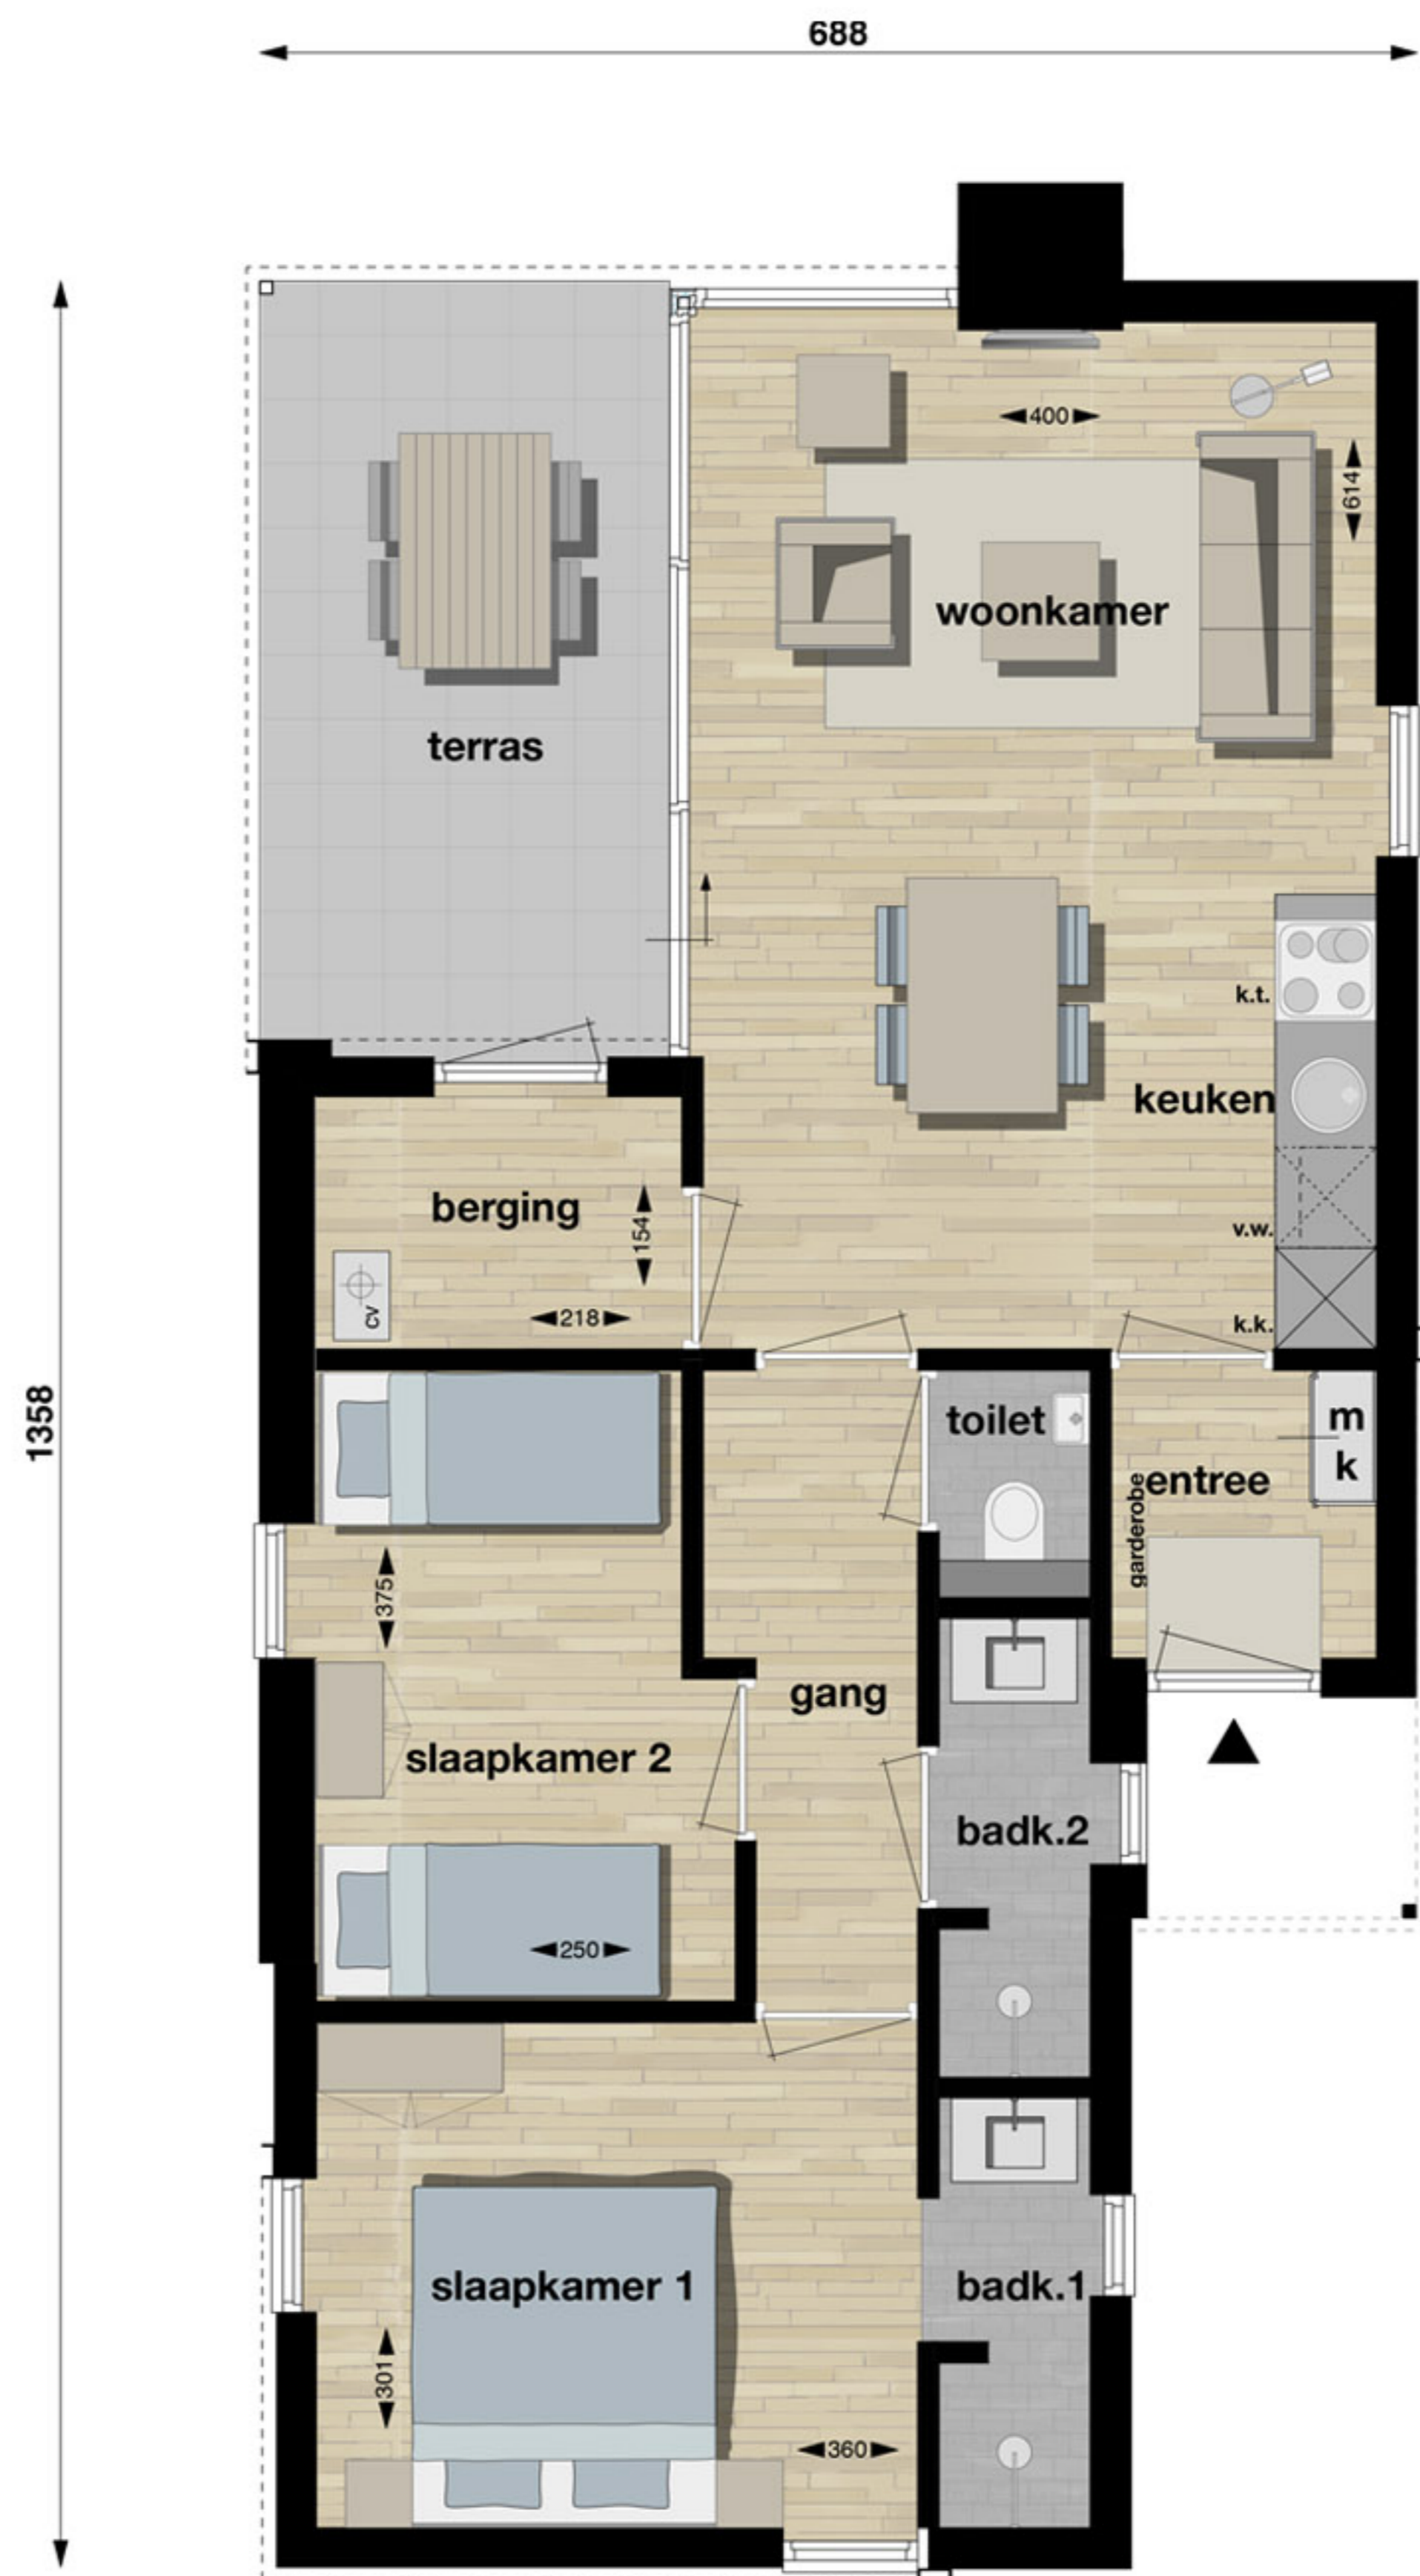 688
400
614
woonkamer
terras
k.t.
keuken
berging
154
v.w.
218
cv
k.k.
1358
toilet
m
k
entree
garderobe
375
gang
slaapkamer 2
badk.2
250
slaapkamer 1
badk.1
301
360